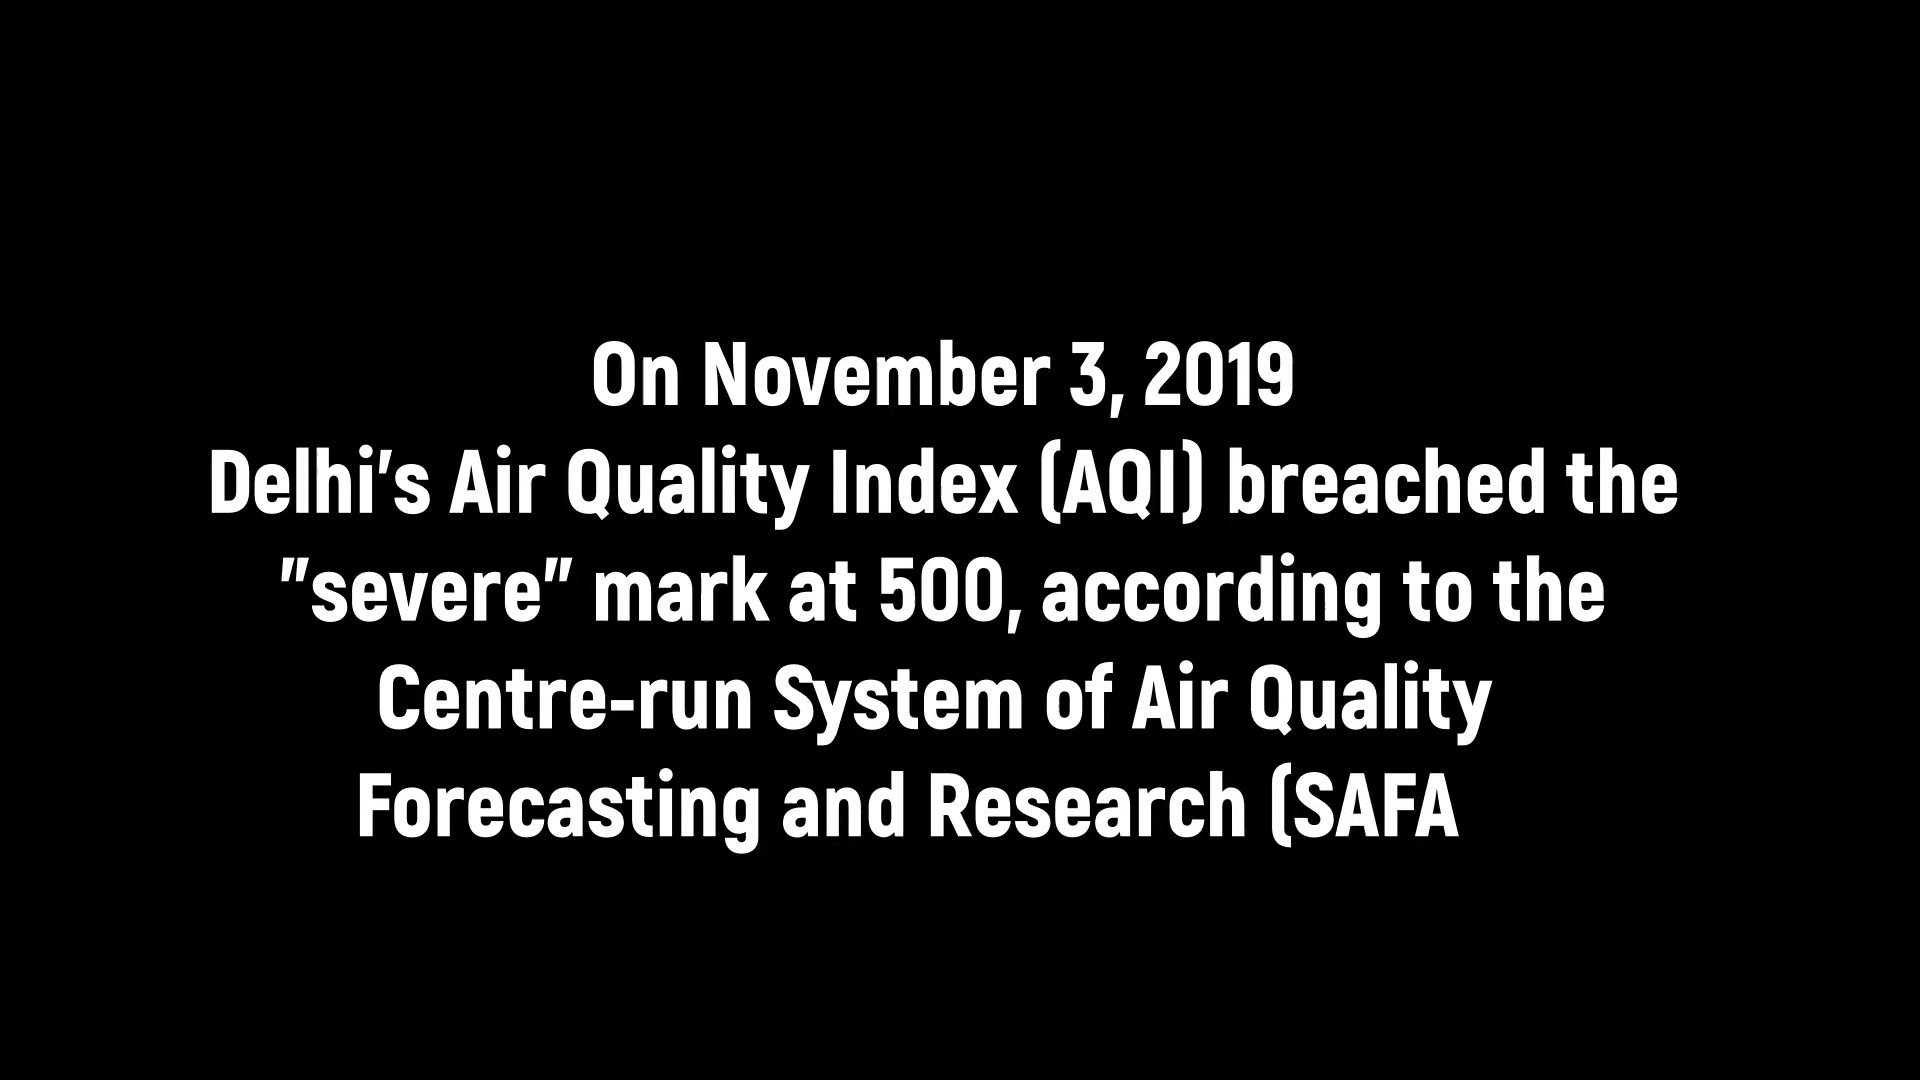 On November 3, 2019
Delhi's Air Quality Index (AQI) breached the
"severe" mark at 500, according to the
Centre-run System of Air Quality
Forecasting and Research (SAFA